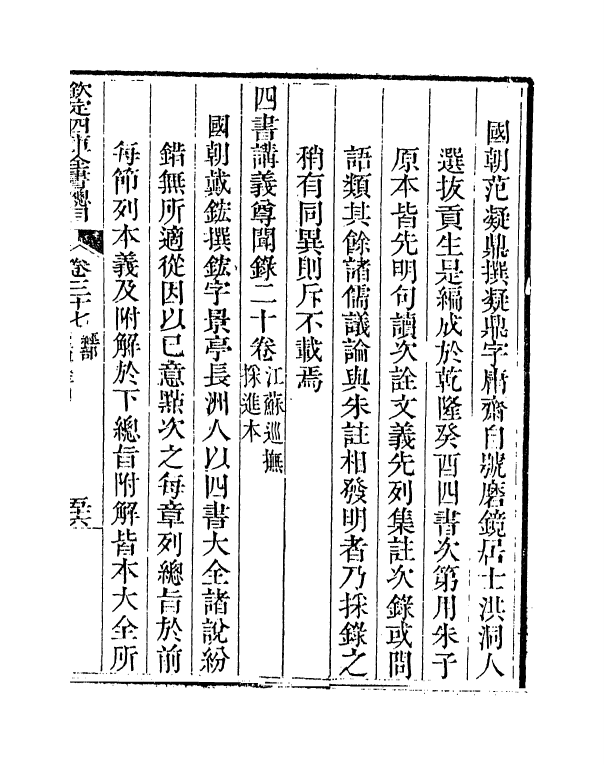 國朝范凝鼎撰凝鼎字庸齋自號磨鏡居士洪洞人
選拔貢生是編成於乾隆癸酉四書次第用朱子
原本皆先明句讀次詮文義先列集註次錄或問
語類其餘諸儒議論與朱註相發明者乃採錄之
稍有同異則斥不載焉
四書講義尊聞錄二十卷江蘇巡撫採進本
國朝戴鋐撰鋐字景亭長洲人以四書大全諸說紛
錯無所適從因以己意點次之每章列總旨於前
每節列本義及附解於下總旨附解皆本大全所
欽定四庫全書總目 卷三十七 經部